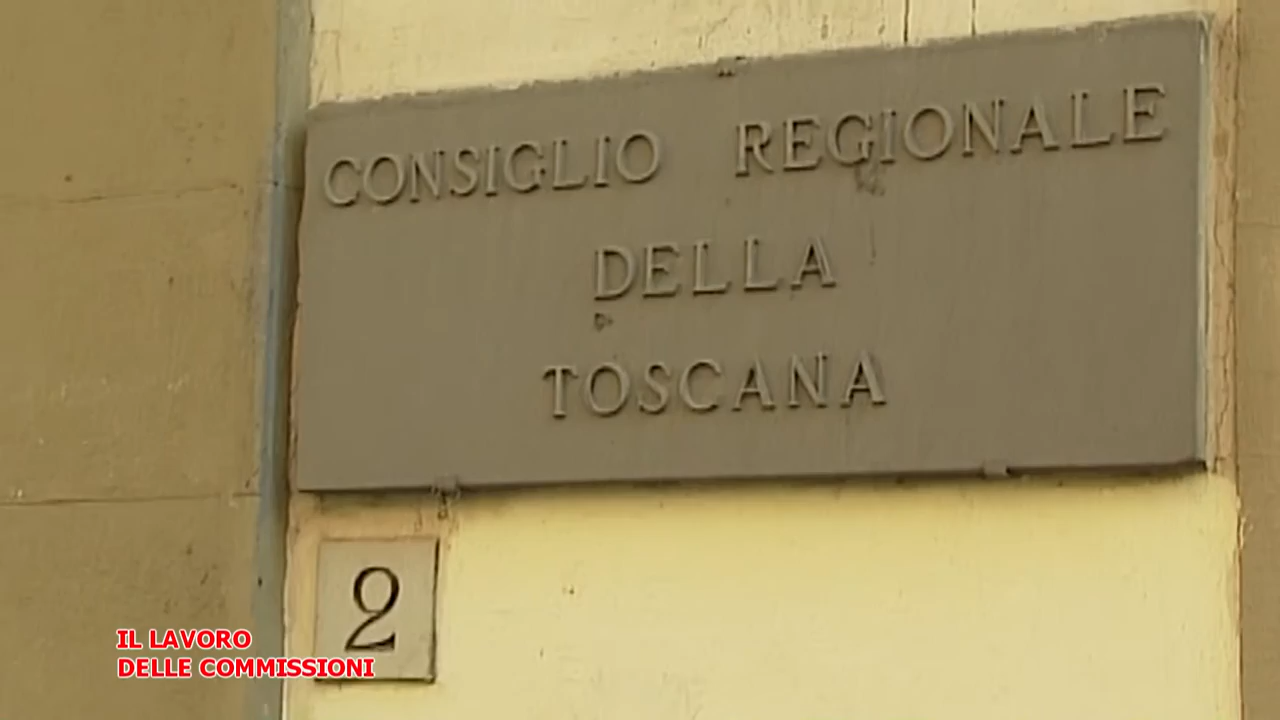 CONSIGLIO REGIONALE
DELLA
TOSCANA
2
IL LAVORO
DELLE COMMISSIONI